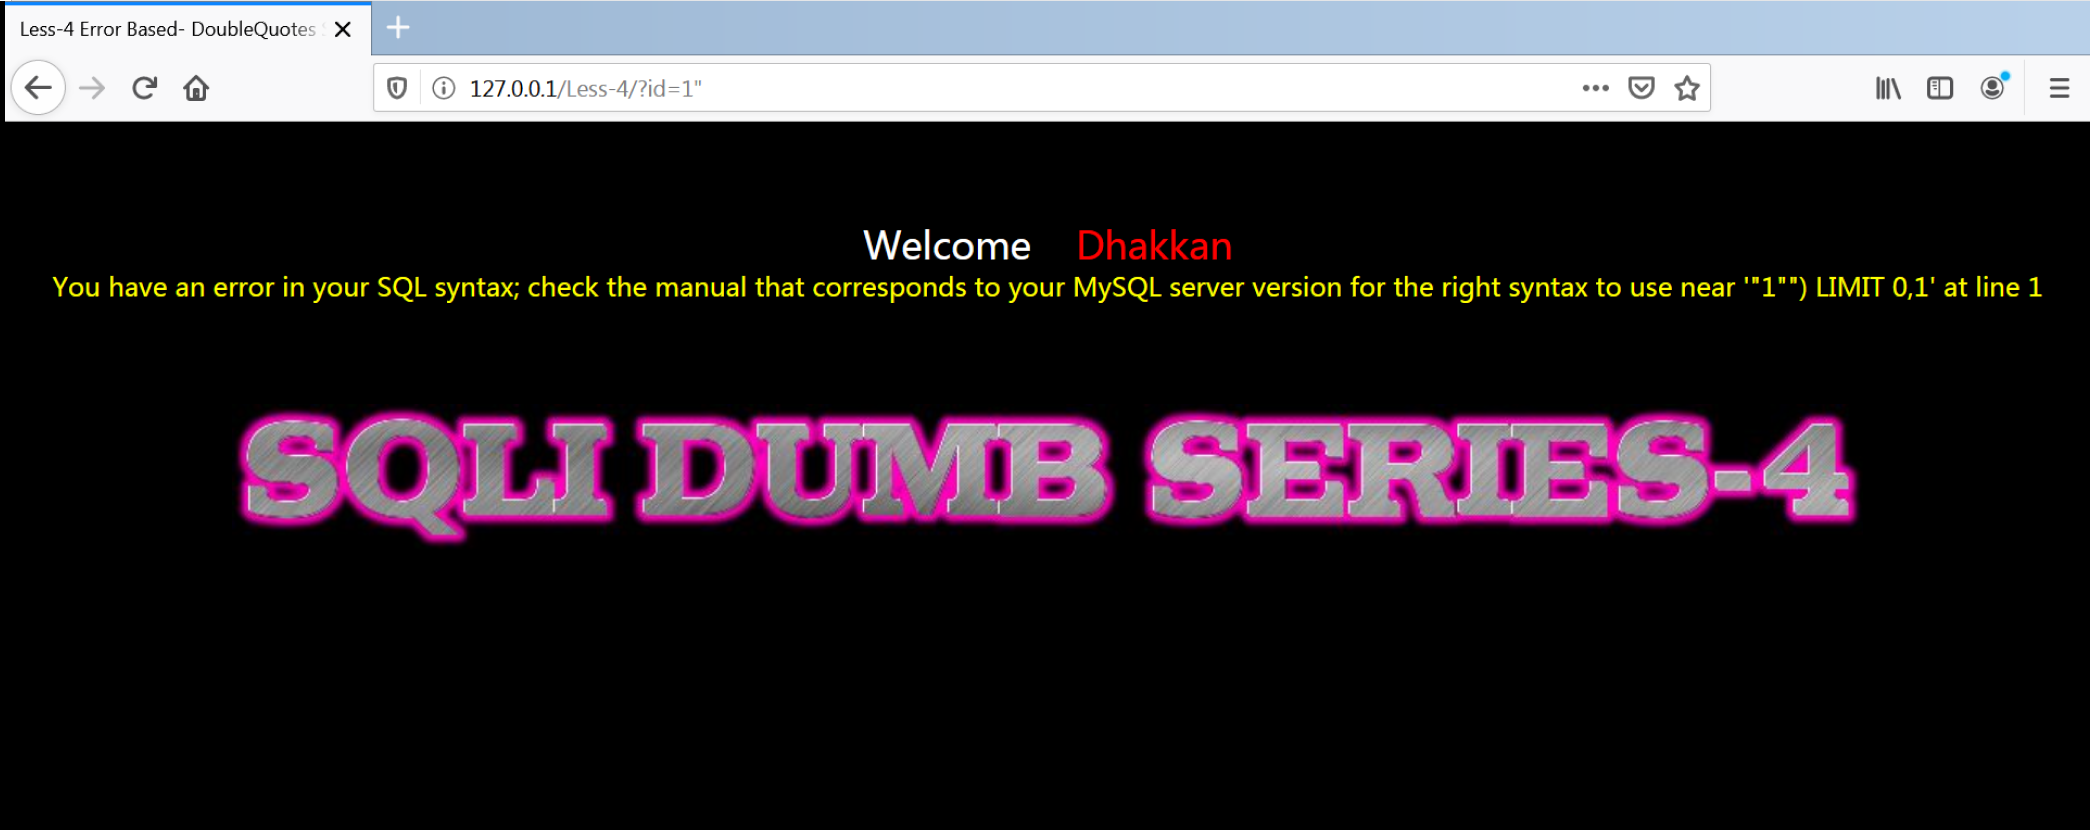 Less-4 Error Based- DoubleQuotes
127.0.0.1/Less-4/?id=1"
Welcome Dhakkan
You have an error in your SQL syntax; check the manual that corresponds to your MySQL server version for the right syntax to use near '"1"") LIMIT 0,1' at line 1
SQLI DUMB SERIES-4